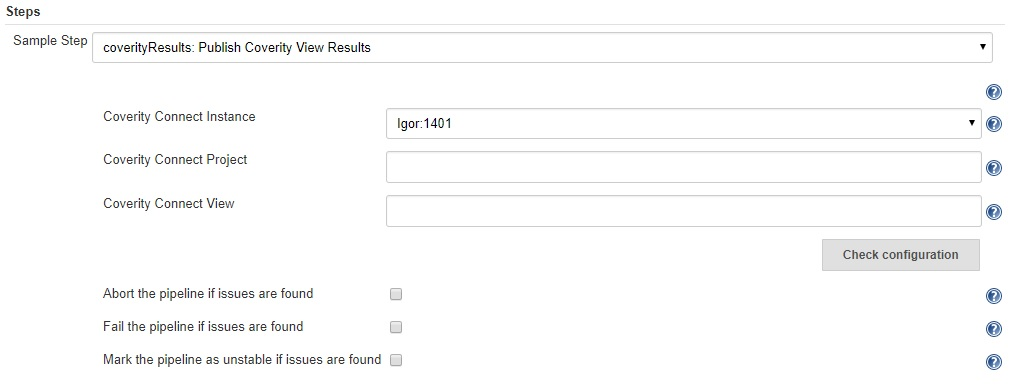 Steps
Sample Step
coverityResults: Publish Coverity View Results
Coverity Connect Instance
Igor:1401
Coverity Connect Project
Coverity Connect View
Check configuration
Abort the pipeline if issues are found
Fail the pipeline if issues are found
Mark the pipeline as unstable if issues are found